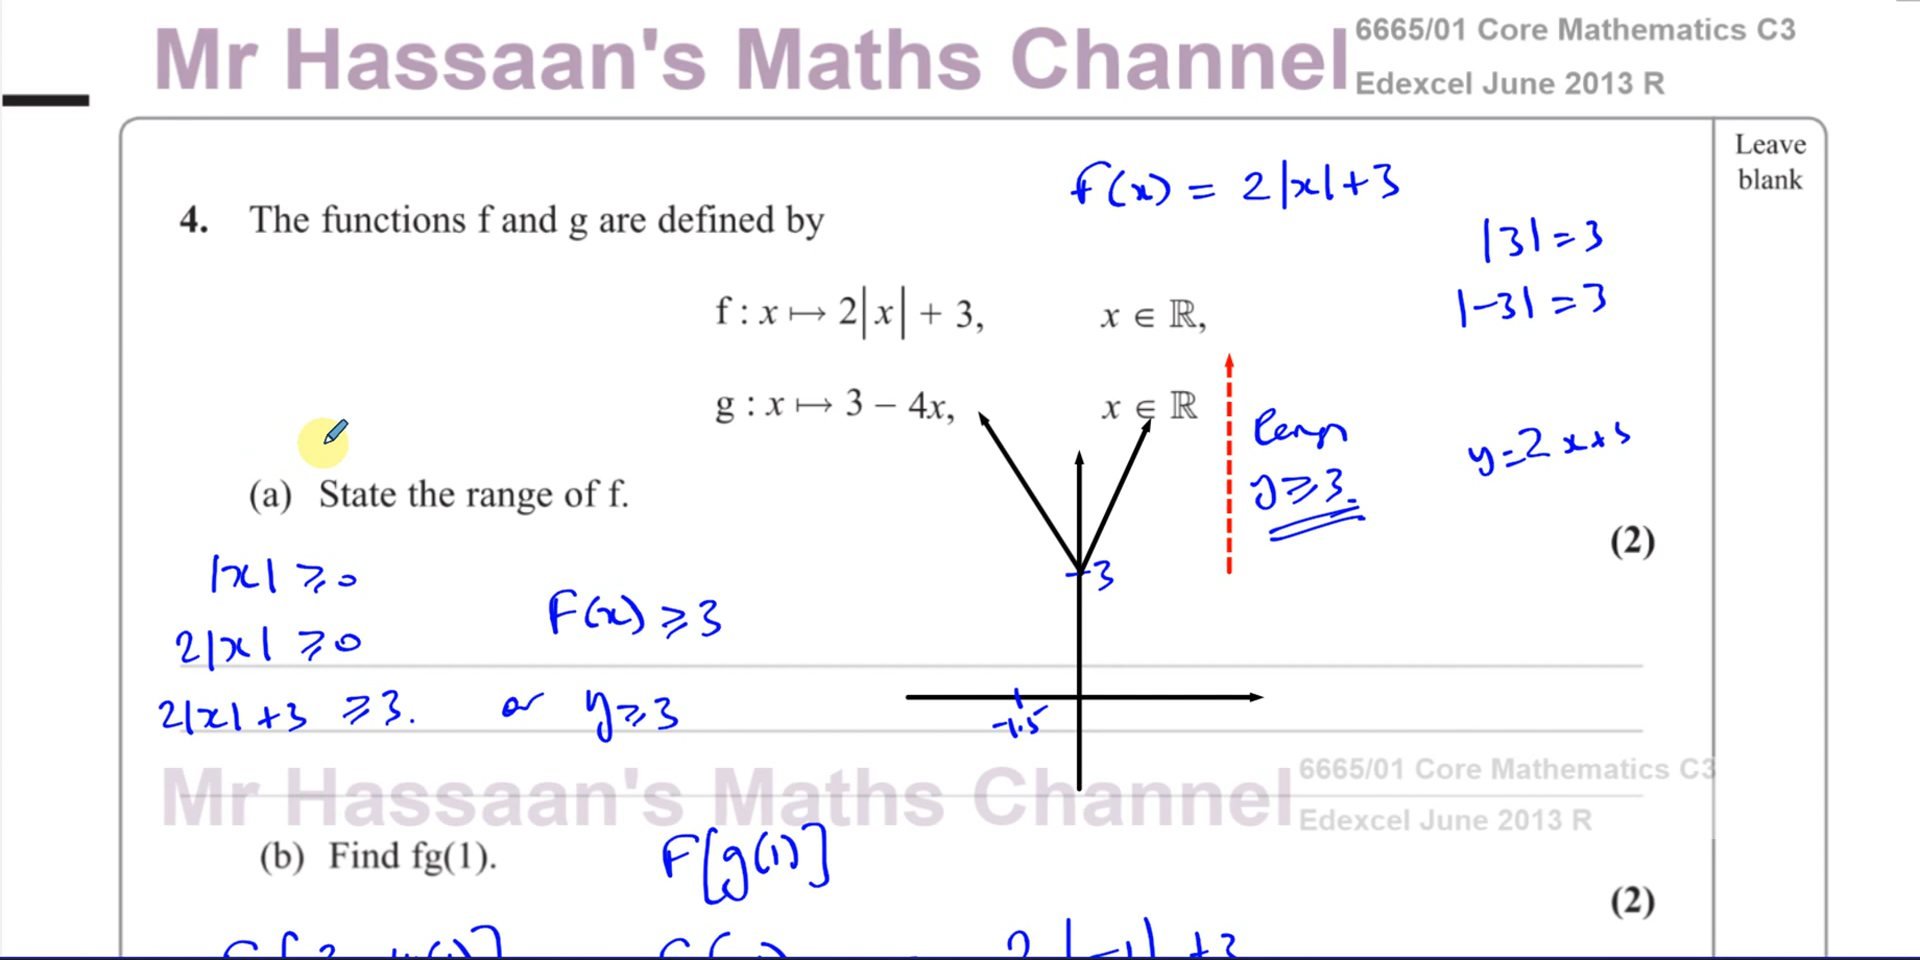 Mr Hassaan's Maths Channel
6665/01 Core Mathematics C3
Edexcel June 2013 R
Leave
blank
f(x) = 2|x|+3
4. The functions f and g are defined by
|3|=3
|-3|=3
f : x ↦ 2|x| + 3, x ∈ ℝ,
g : x ↦ 3 − 4x, x ∈ ℝ
y=2x+3
y≥3.
(a) State the range of f.
(2)
|x| ≥0
2|x| ≥0
2|x|+3 ≥3.
F(x) ≥3
or y≥3
3
-1.5
Mr Hassaan's Maths Channel
6665/01 Core Mathematics C3
Edexcel June 2013 R
(b) Find fg(1).
F[g(1)]
(2)
2|-1|+3